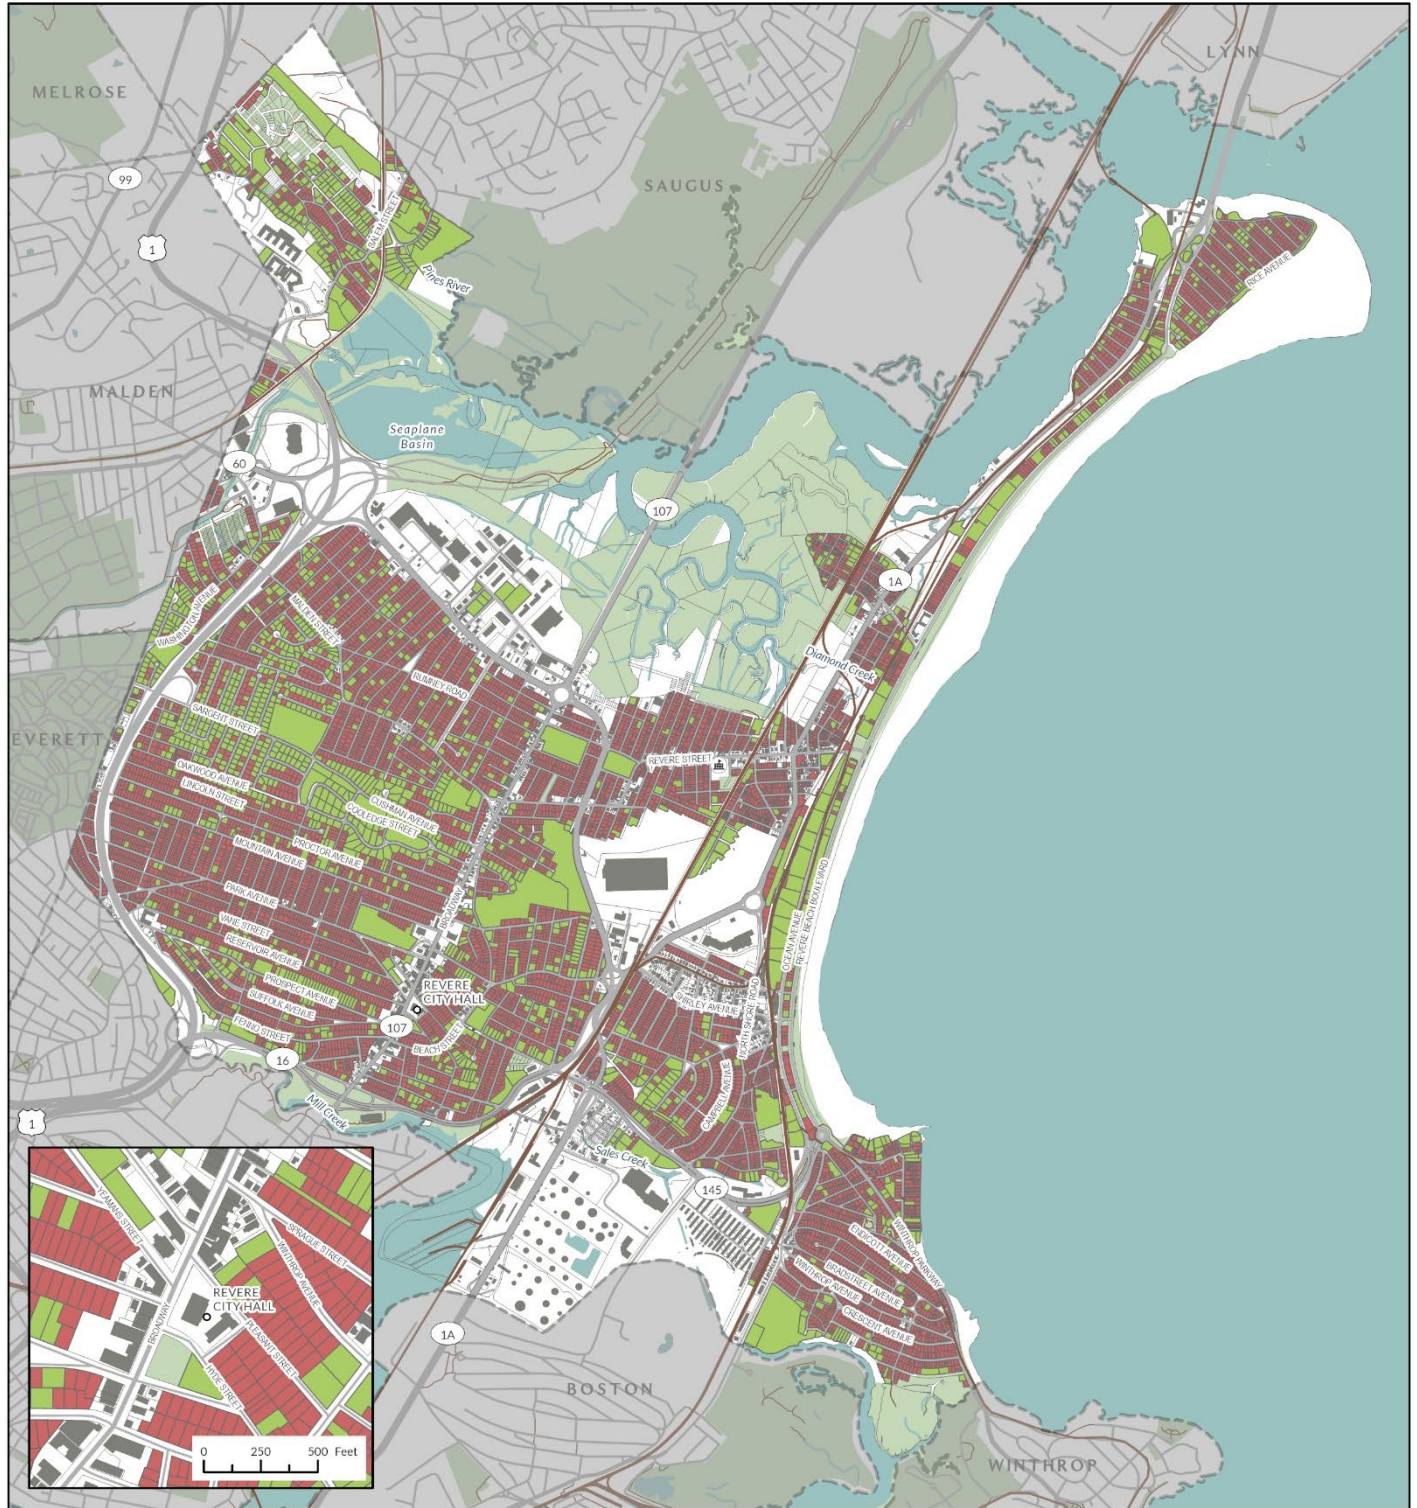 LYNN
MELROSE
99
SAUGUS
1
SALEM STREET
Pines River
RICE AVENUE
MALDEN
Seaplane
Basin
60
107
1A
WASHINGTON AVENUE
MALDEN STREET
Diamond Creek
RUMNEY ROAD
SARGENT STREET
EVERETT
REVERE STREET
OAKWOOD AVENUE
LINCOLN STREET
CUSHMAN AVENUE
COOLEDGE STREET
PROCTOR AVENUE
MOUNTAIN AVENUE
PARK AVENUE
BROADWAY
VANE STREET
RESERVOIR AVENUE
OCEAN AVENUE
REVERE BEACH BOULEVARD
PROSPECT AVENUE
REVERE
CITY HALL
SHIRLEY AVENUE
NORTH SHORE ROAD
SUFFOLK AVENUE
FENNO STREET
107
BEACH STREET
16
CAMPBELL AVENUE
Mill Creek
1
Sales Creek
145
YEAMANS STREET
SPRAGUE STREET
WINTHROP AVENUE
REVERE
CITY HALL
BROADWAY
PLEASANT STREET
HYDE STREET
0 250 500 Feet
ENDICOTT AVENUE
WINTHROP PARKWAY
BRADSTREET AVENUE
WINTHROP AVENUE
CRESCENT AVENUE
1A
BOSTON
WINTHROP